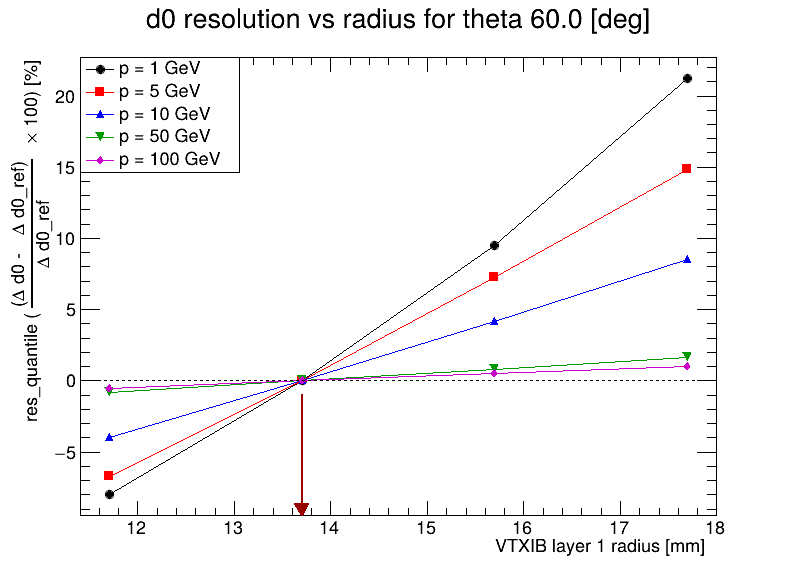 d0 resolution vs radius for theta 60.0 [deg]
res_quantile ( (Δ d0 - Δ d0_ref) / Δ d0_ref × 100) [%]
p = 1 GeV
p = 5 GeV
p = 10 GeV
p = 50 GeV
p = 100 GeV
20
15
10
5
0
−5
12 13 14 15 16 17 18
VTXIB layer 1 radius [mm]